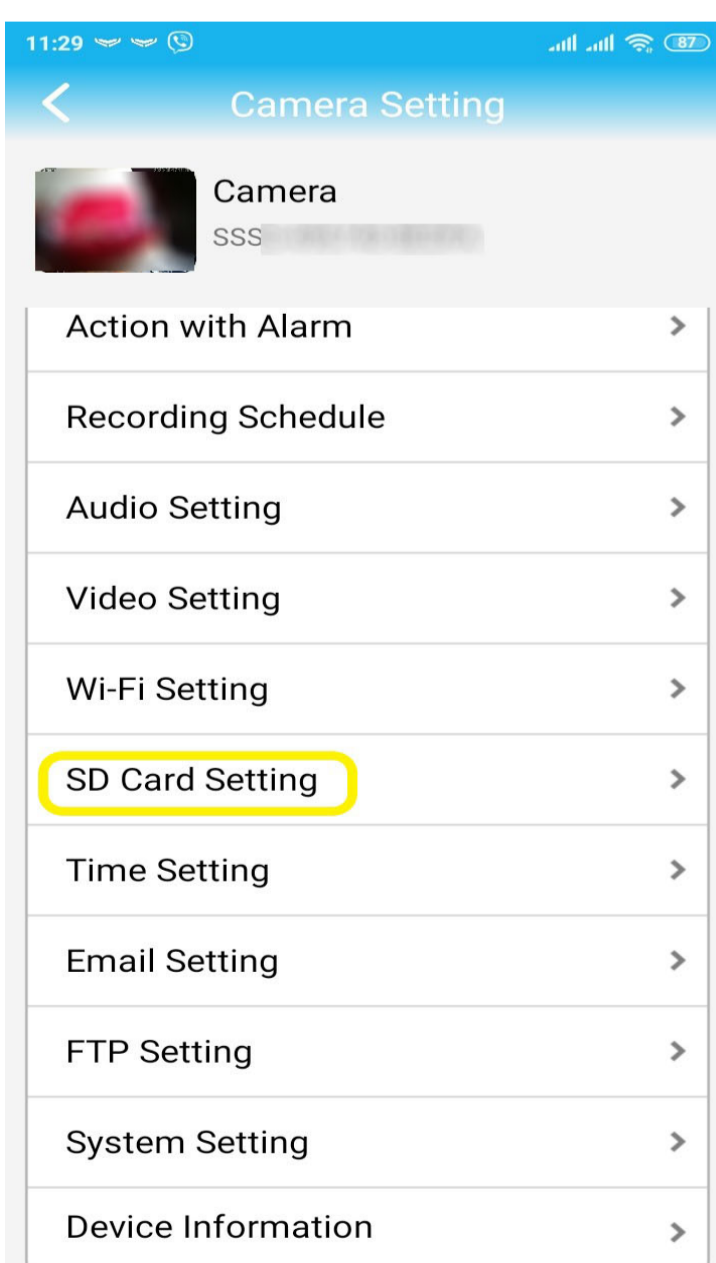 11:29
87
Camera Setting
Camera
SSS
Action with Alarm
Recording Schedule
Audio Setting
Video Setting
Wi-Fi Setting
SD Card Setting
Time Setting
Email Setting
FTP Setting
System Setting
Device Information